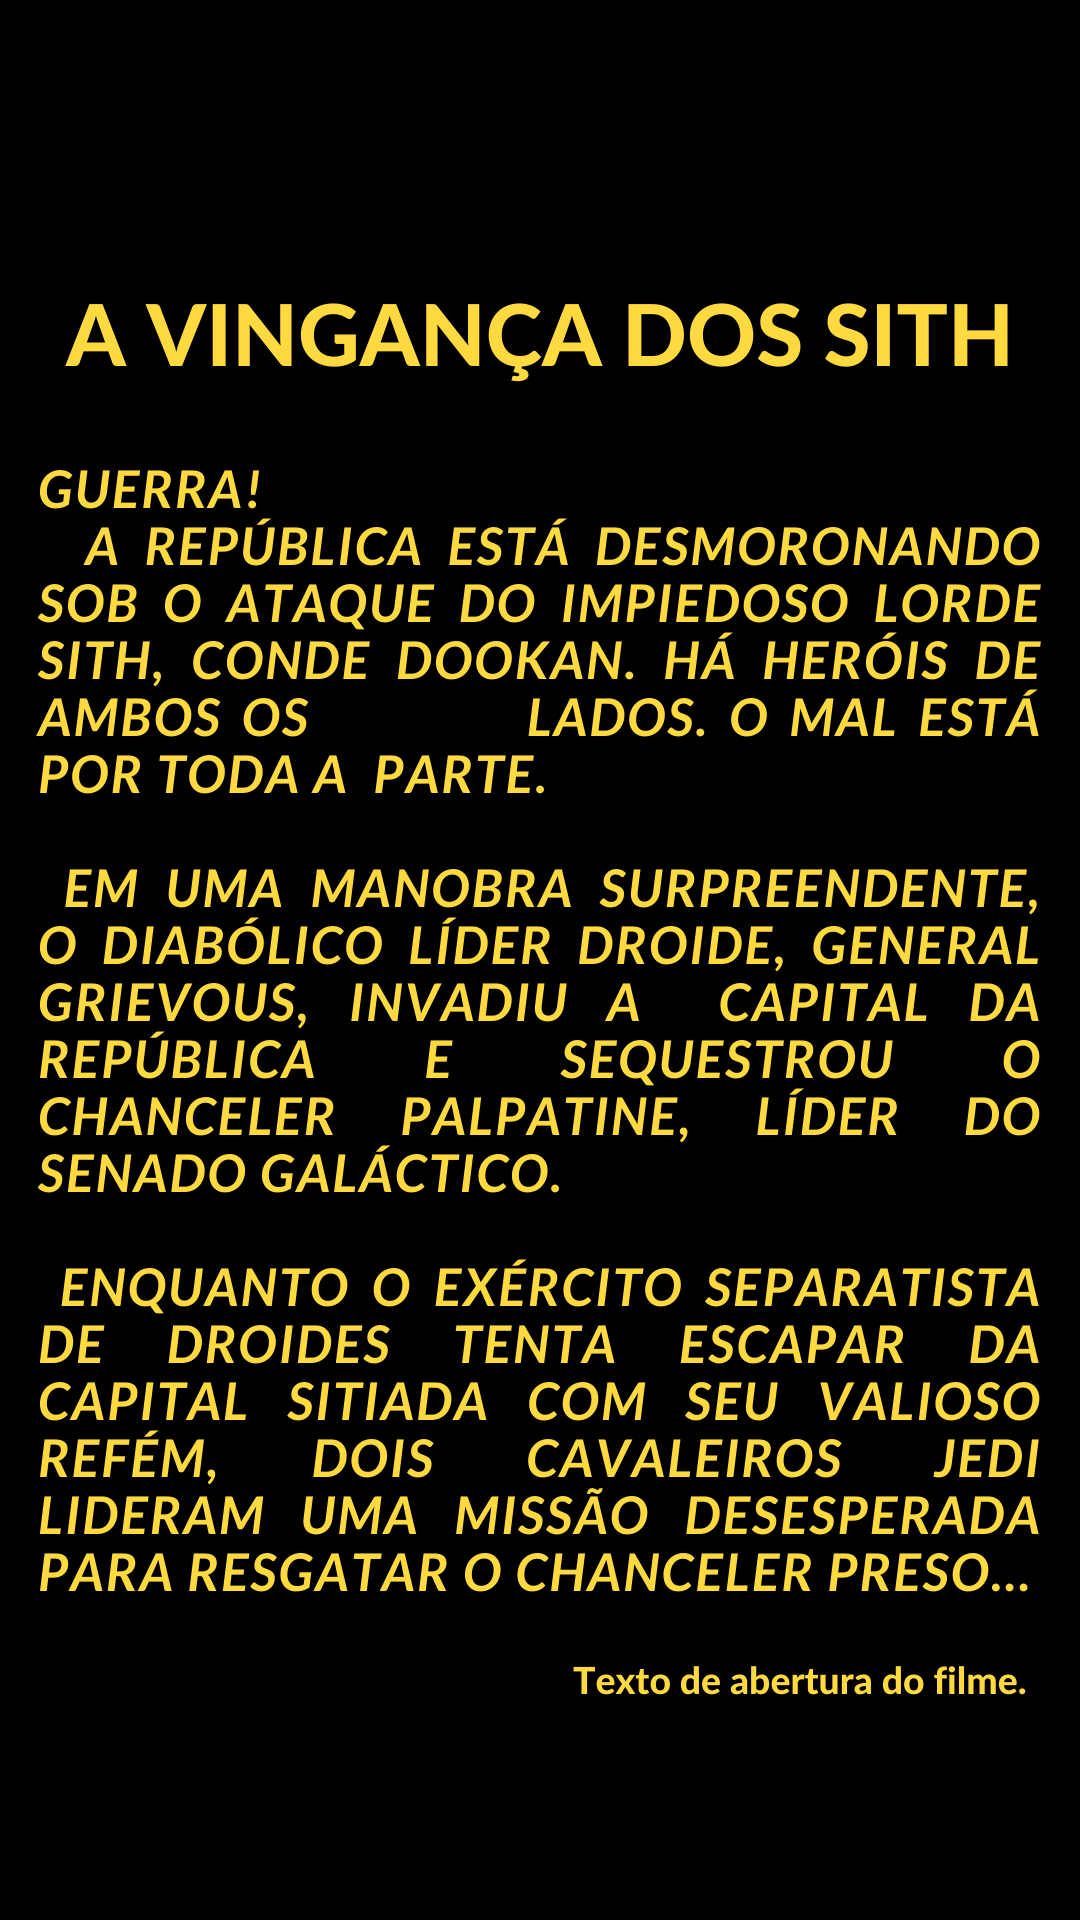 A VINGANÇA DOS SITH
GUERRA!
A REPÚBLICA ESTÁ DESMORONANDO
SOB O ATAQUE DO IMPIEDOSO LORDE
SITH, CONDE DOOKAN. HÁ HERÓIS DE
AMBOS OS LADOS. O MAL ESTÁ
POR TODA A PARTE.
EM UMA MANOBRA SURPREENDENTE,
O DIABÓLICO LÍDER DROIDE, GENERAL
GRIEVOUS, INVADIU A CAPITAL DA
REPÚBLICA E SEQUESTROU O
CHANCELER PALPATINE, LÍDER DO
SENADO GALÁCTICO.
ENQUANTO O EXÉRCITO SEPARATISTA
DE DROIDES TENTA ESCAPAR DA
CAPITAL SITIADA COM SEU VALIOSO
REFÉM, DOIS CAVALEIROS JEDI
LIDERAM UMA MISSÃO DESESPERADA
PARA RESGATAR O CHANCELER PRESO...
Texto de abertura do filme.